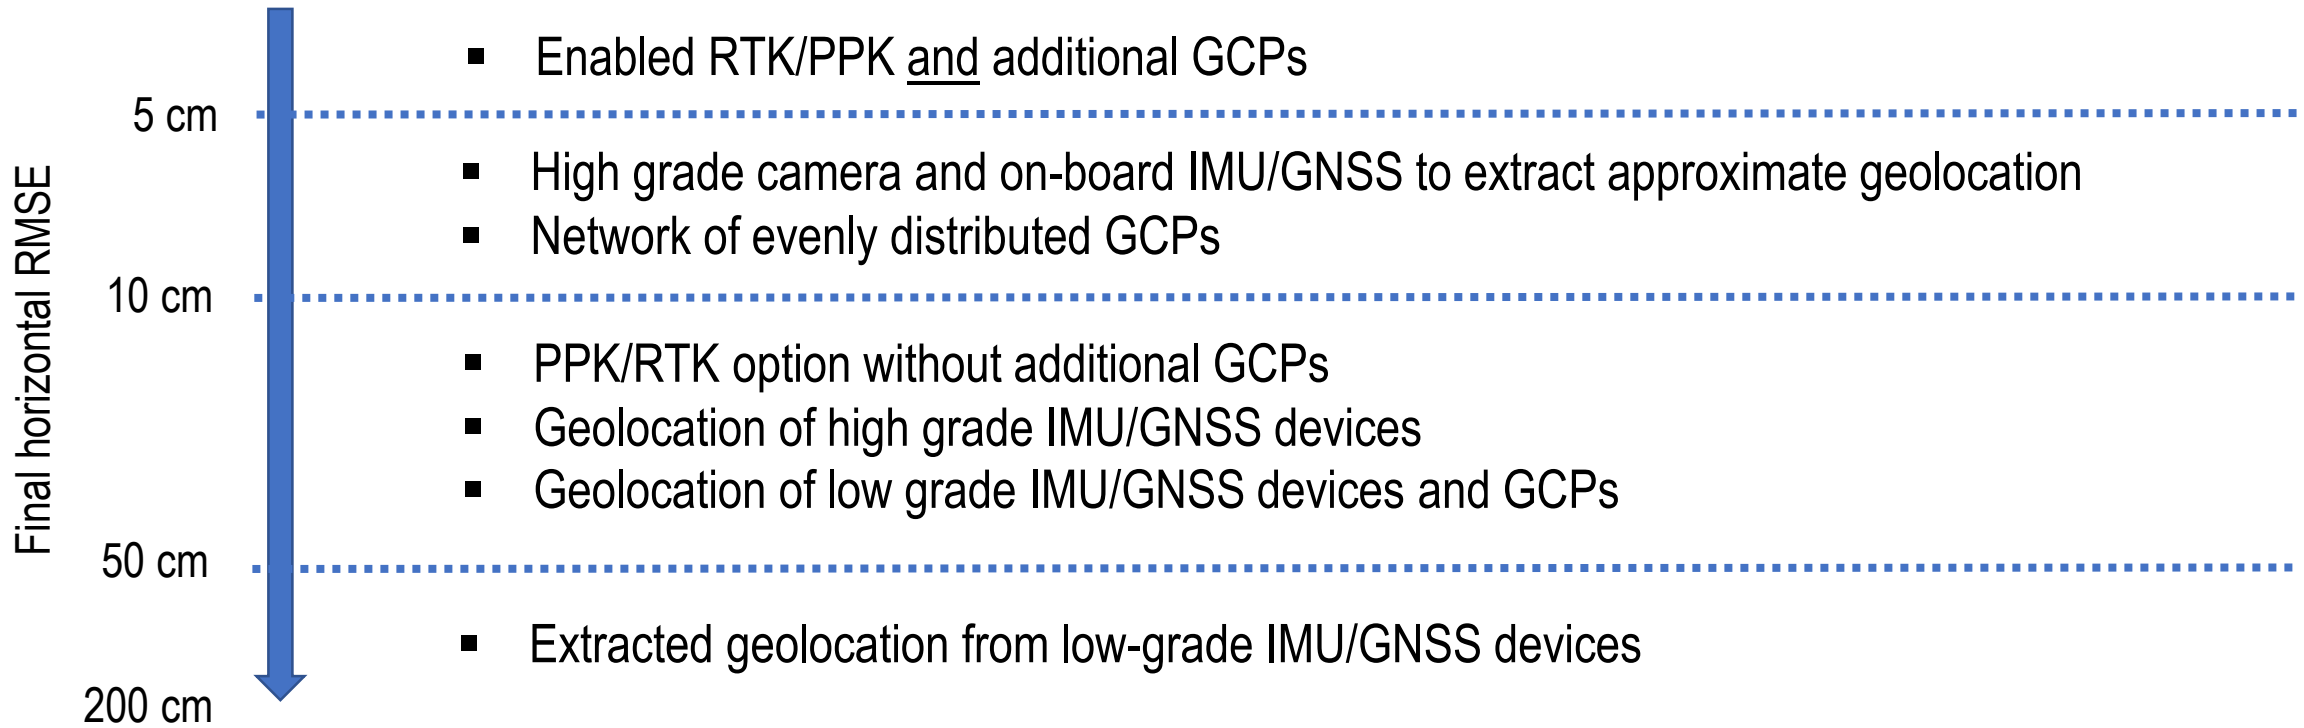 Final horizontal RMSE
▪ Enabled RTK/PPK and additional GCPs
5 cm
▪ High grade camera and on-board IMU/GNSS to extract approximate geolocation
▪ Network of evenly distributed GCPs
10 cm
▪ PPK/RTK option without additional GCPs
▪ Geolocation of high grade IMU/GNSS devices
▪ Geolocation of low grade IMU/GNSS devices and GCPs
50 cm
▪ Extracted geolocation from low-grade IMU/GNSS devices
200 cm